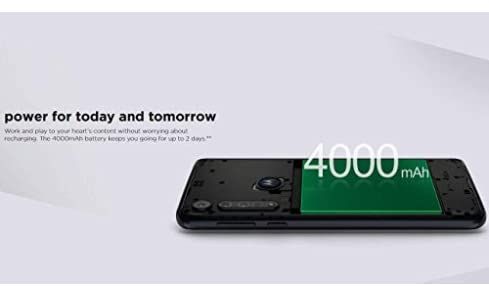 power for today and tomorrow
Work and play to your heart's content without worrying about
recharging. The 4000mAh battery keeps you going for up to 2 days.**
4000 mAh